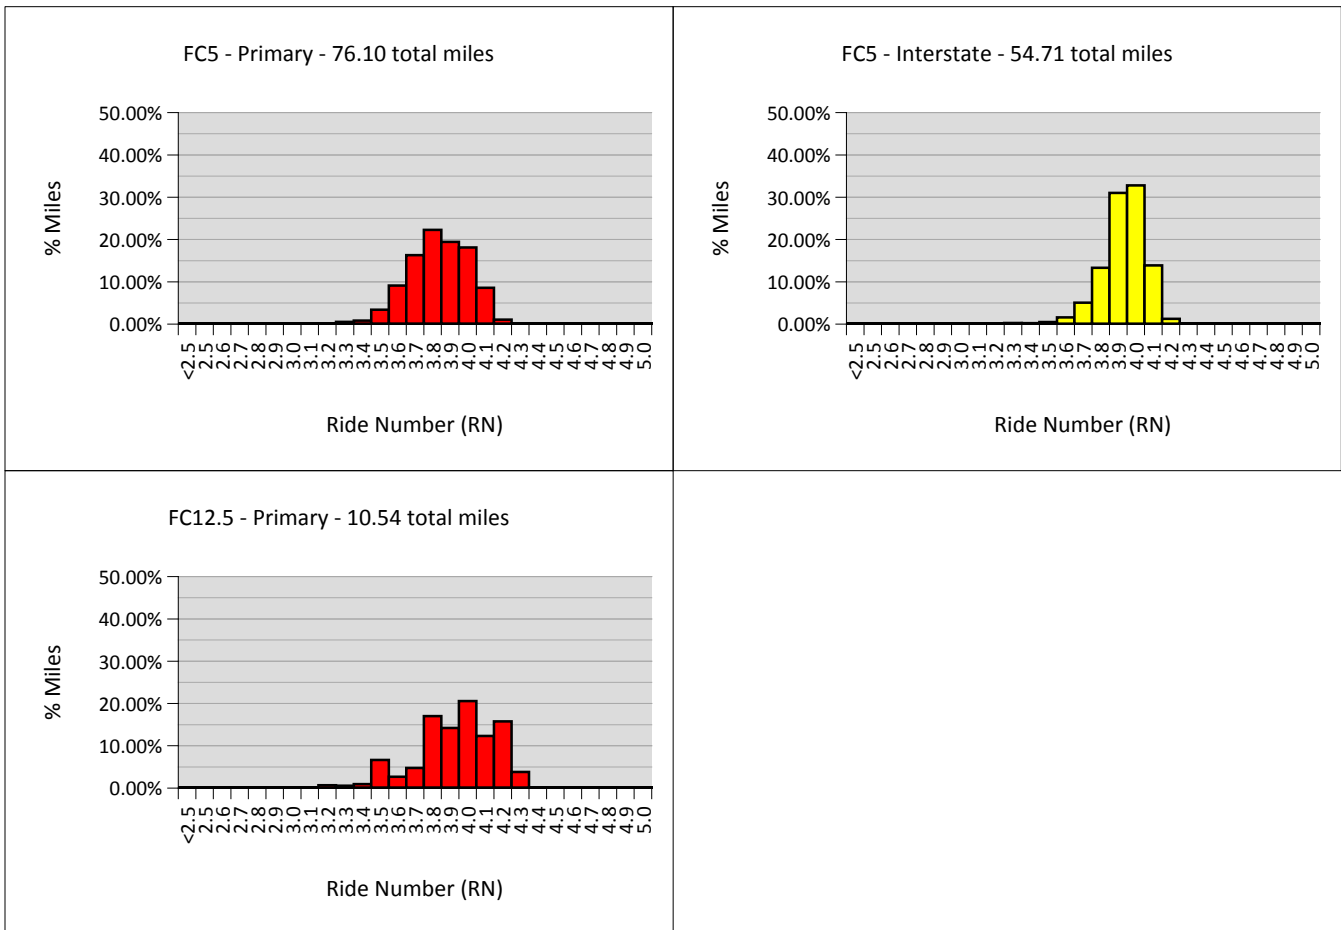 FC5 - Primary - 76.10 total miles
50.00%
40.00%
30.00%
20.00%
10.00%
0.00%
% Miles
<2.5 2.5 2.6 2.7 2.8 2.9 3.0 3.1 3.2 3.3 3.4 3.5 3.6 3.7 3.8 3.9 4.0 4.1 4.2 4.3 4.4 4.5 4.6 4.7 4.8 4.9 5.0
Ride Number (RN)
FC5 - Interstate - 54.71 total miles
50.00%
40.00%
30.00%
20.00%
10.00%
0.00%
% Miles
<2.5 2.5 2.6 2.7 2.8 2.9 3.0 3.1 3.2 3.3 3.4 3.5 3.6 3.7 3.8 3.9 4.0 4.1 4.2 4.3 4.4 4.5 4.6 4.7 4.8 4.9 5.0
Ride Number (RN)
FC12.5 - Primary - 10.54 total miles
50.00%
40.00%
30.00%
20.00%
10.00%
0.00%
% Miles
<2.5 2.5 2.6 2.7 2.8 2.9 3.0 3.1 3.2 3.3 3.4 3.5 3.6 3.7 3.8 3.9 4.0 4.1 4.2 4.3 4.4 4.5 4.6 4.7 4.8 4.9 5.0
Ride Number (RN)